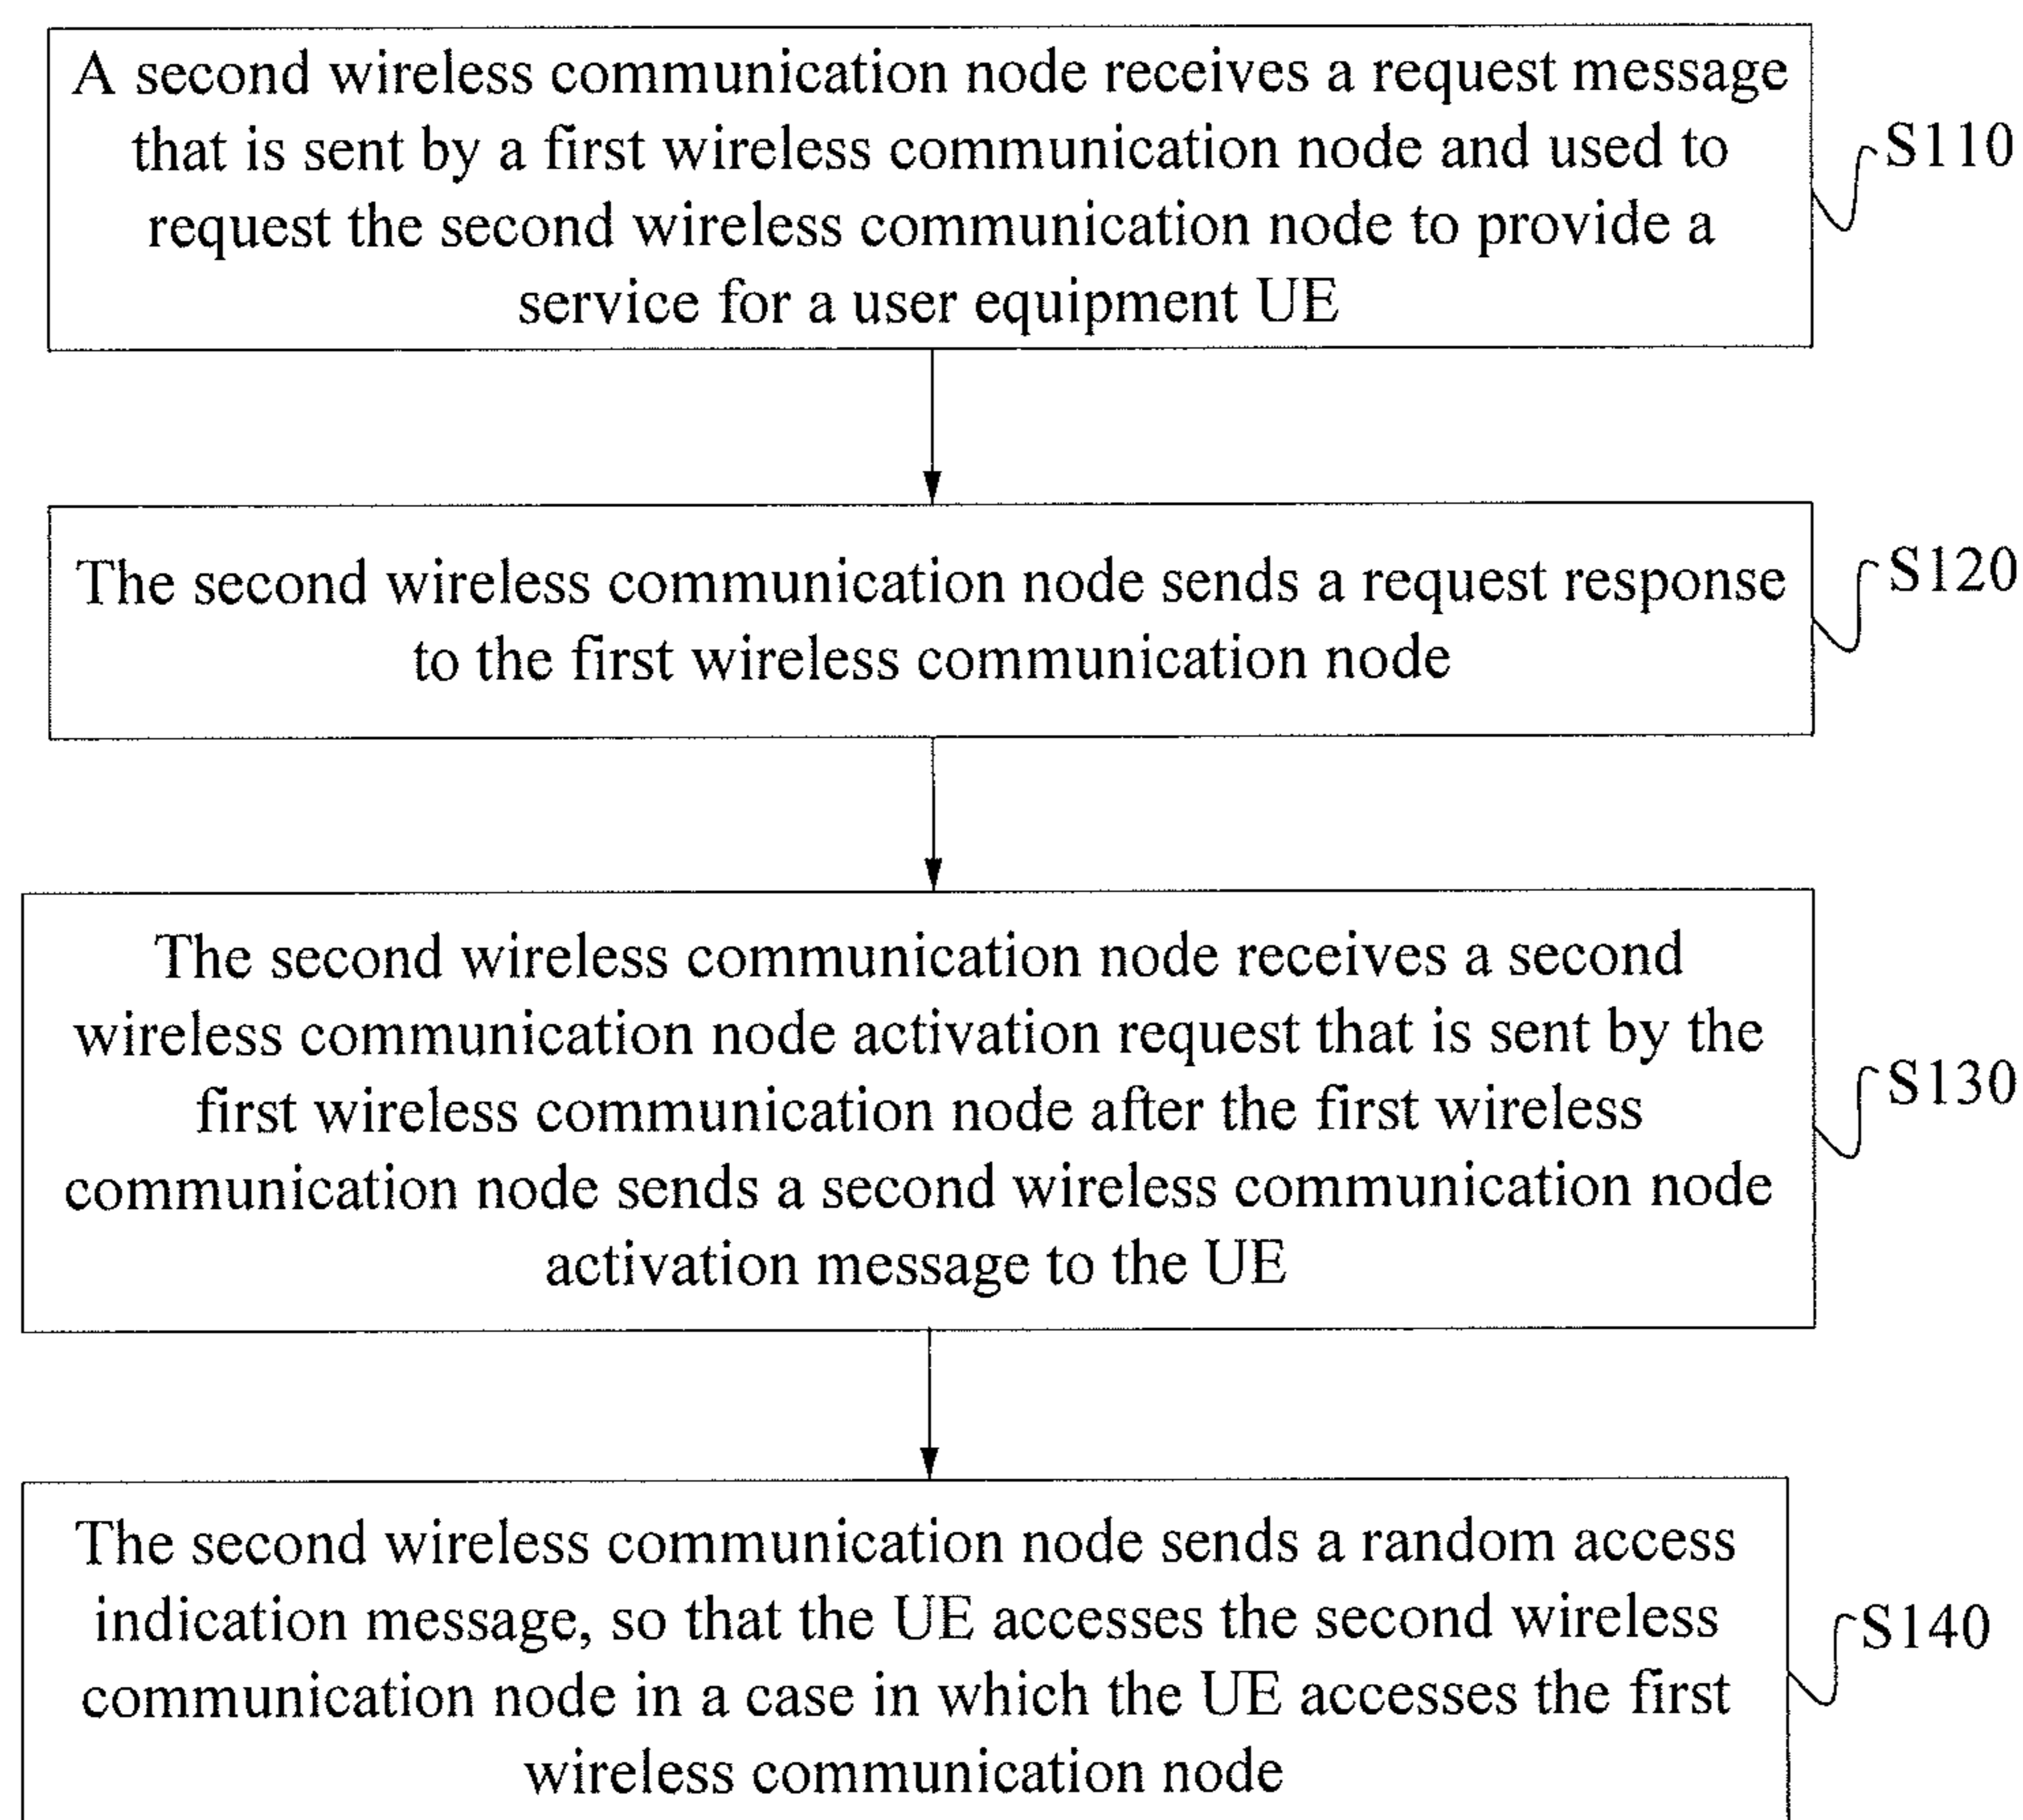 A second wireless communication node receives a request message
that is sent by a first wireless communication node and used to
request the second wireless communication node to provide a
service for a user equipment UE
S110
The second wireless communication node sends a request response
to the first wireless communication node
S120
The second wireless communication node receives a second
wireless communication node activation request that is sent by the
first wireless communication node after the first wireless
communication node sends a second wireless communication node
activation message to the UE
S130
The second wireless communication node sends a random access
indication message, so that the UE accesses the second wireless
communication node in a case in which the UE accesses the first
wireless communication node
S140